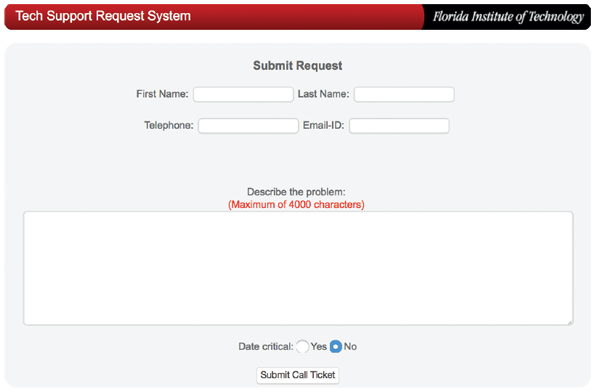 Tech Support Request System Florida Institute of Technology
Submit Request
First Name: Last Name:
Telephone: Email-ID:
Describe the problem:
(Maximum of 4000 characters)
Date critical: Yes No
Submit Call Ticket